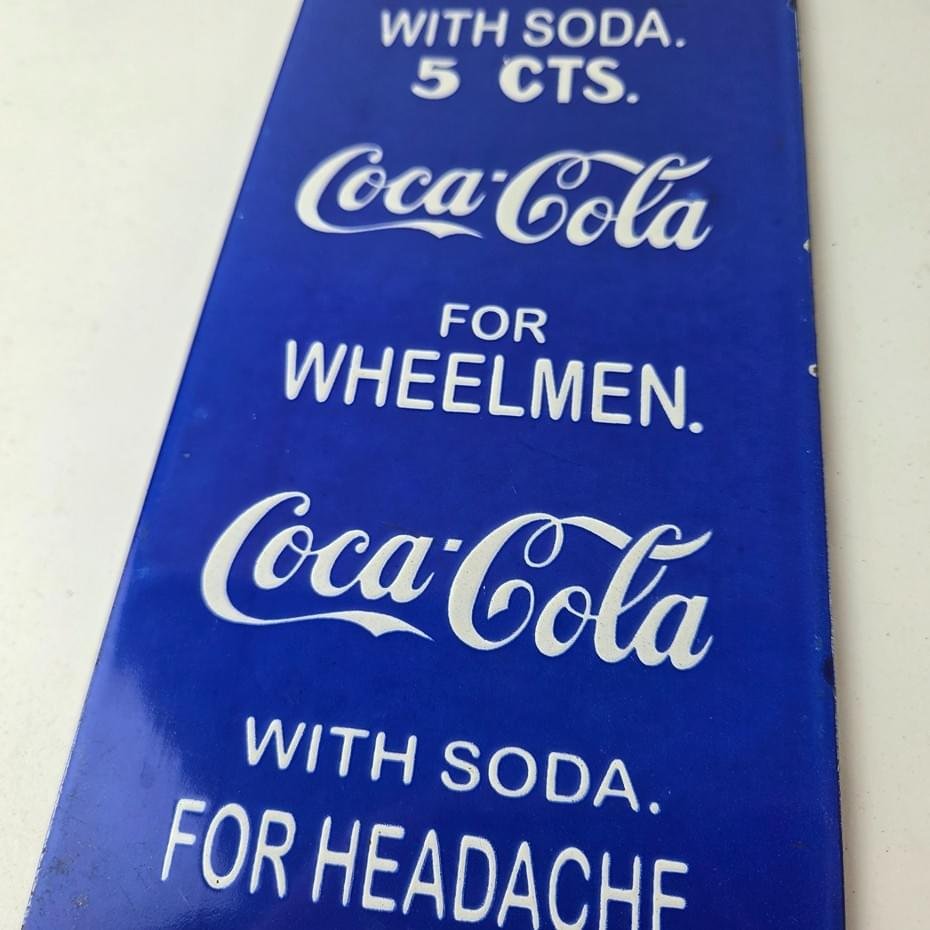 WITH SODA.
5 CTS.
Coca-Cola
FOR
WHEELMEN.
Coca-Cola
WITH SODA.
FOR HEADACHE